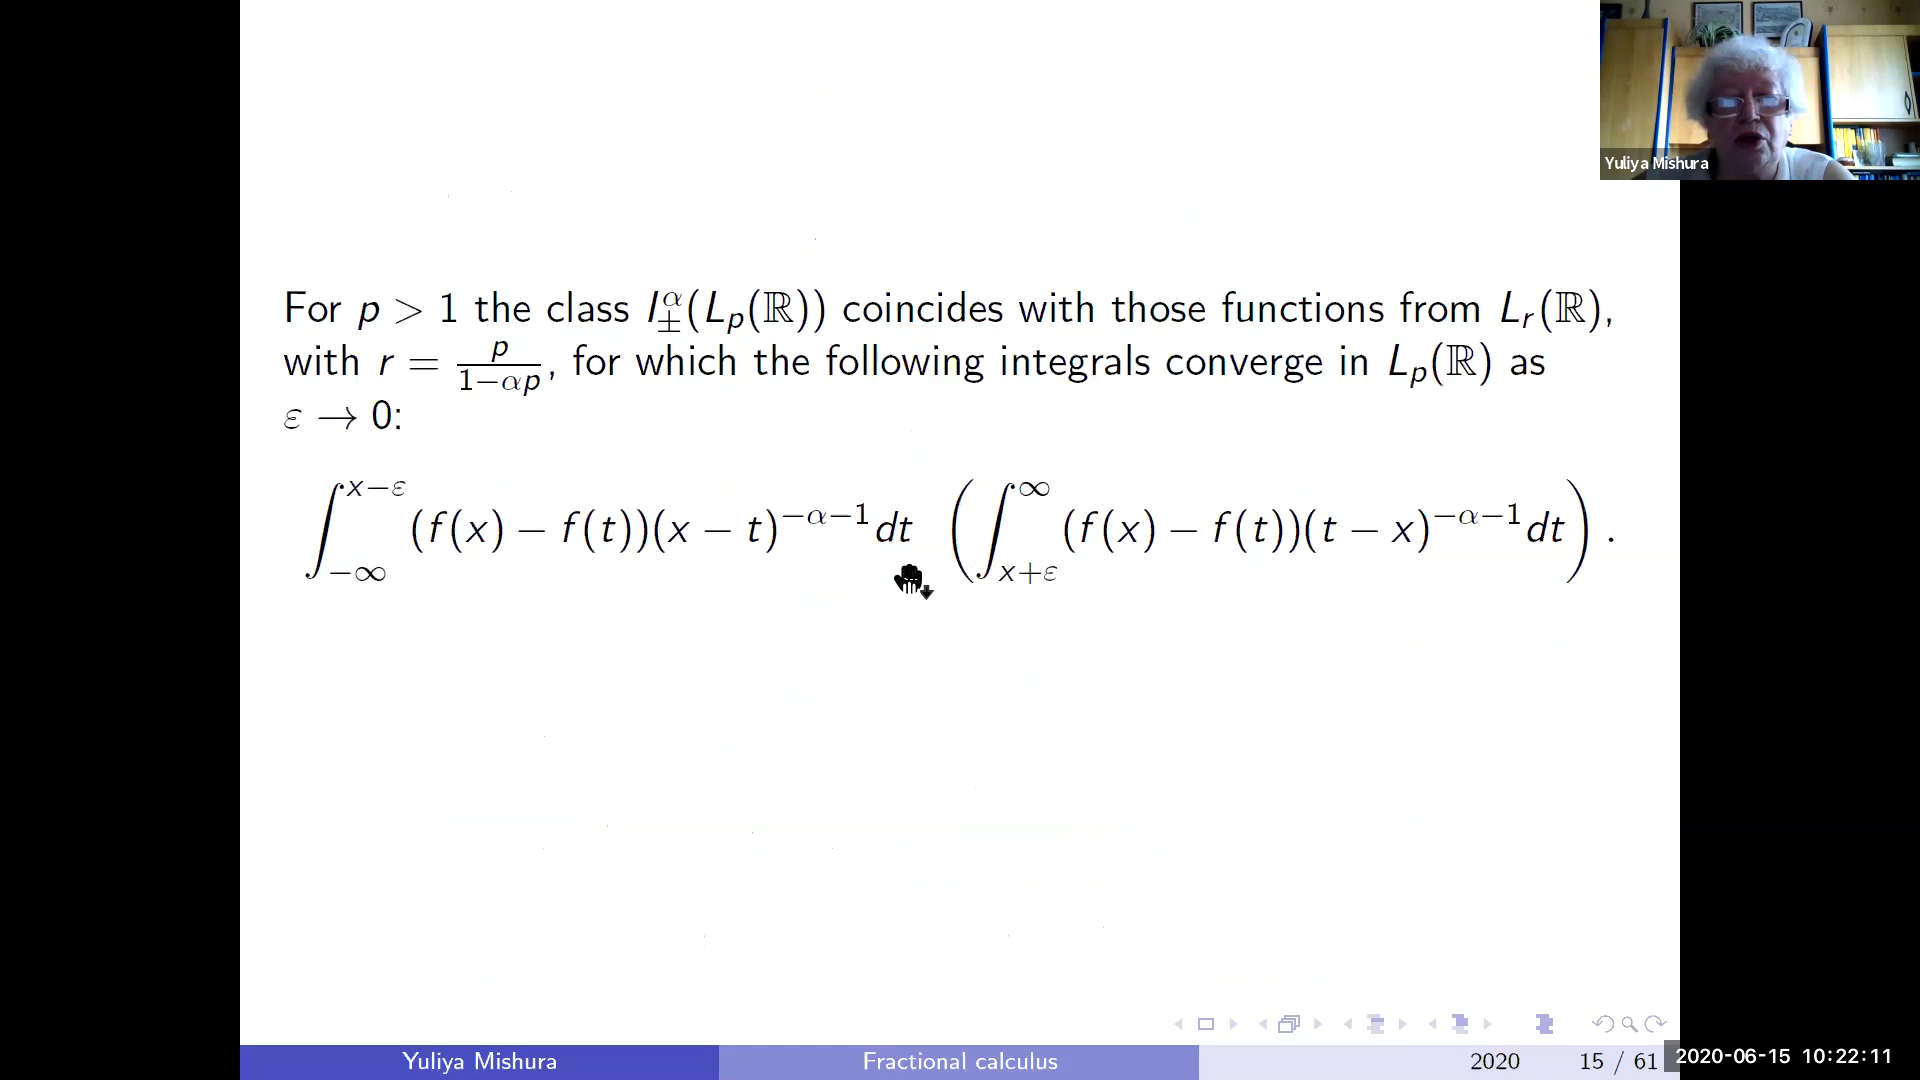 Yuliya Mishura
For p > 1 the class I^α_±(L_p(ℝ)) coincides with those functions from L_r(ℝ),
with r = p/(1−αp), for which the following integrals converge in L_p(ℝ) as
ε → 0:
∫_{−∞}^{x−ε} (f(x) − f(t))(x − t)^{−α−1}dt (∫_{x+ε}^{∞} (f(x) − f(t))(t − x)^{−α−1}dt) .
Yuliya Mishura Fractional calculus 2020 15 / 61
2020-06-15 10:22:11